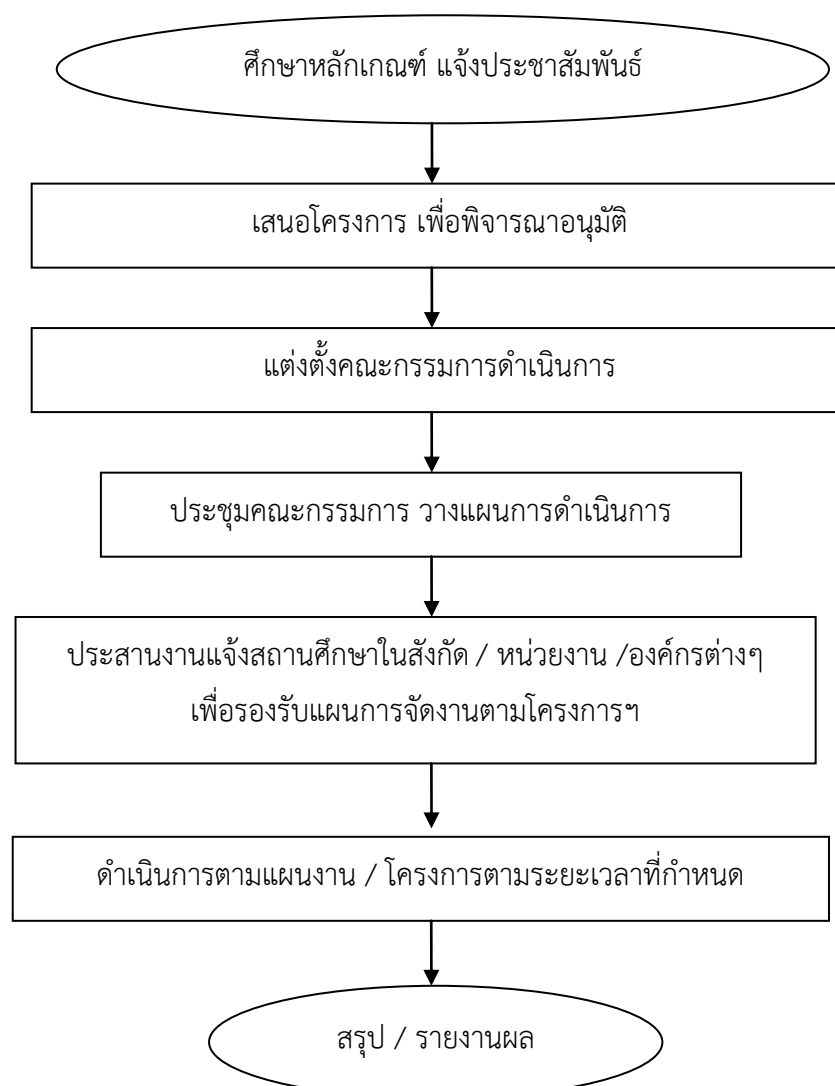 ศึกษาหลักเกณฑ์ แจ้งประชาสัมพันธ์
เสนอโครงการ เพื่อพิจารณาอนุมัติ
แต่งตั้งคณะกรรมการดำเนินการ
ประชุมคณะกรรมการ วางแผนการดำเนินการ
ประสานงานแจ้งสถานศึกษาในสังกัด / หน่วยงาน /องค์กรต่างๆ
เพื่อรองรับแผนการจัดงานตามโครงการฯ
ดำเนินการตามแผนงาน / โครงการตามระยะเวลาที่กำหนด
สรุป / รายงานผล